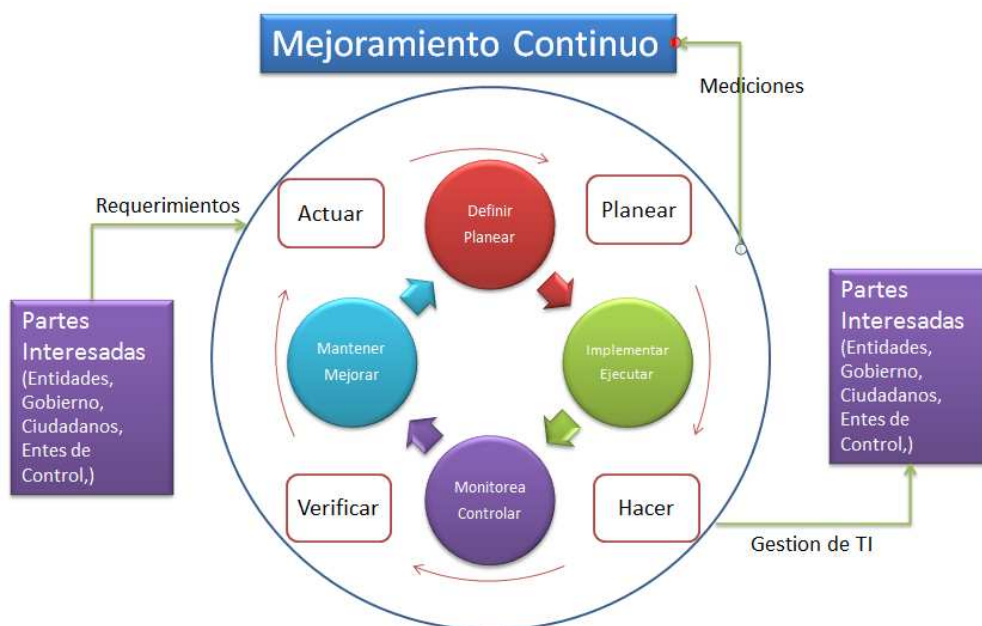 Mejoramiento Continuo
Mediciones
Requerimientos
Actuar
Definir
Planear
Planear
Partes
Interesadas
(Entidades,
Gobierno,
Ciudadanos,
Entes de
Control,)
Mantener
Mejorar
Implementar
Ejecutar
Partes
Interesadas
(Entidades,
Gobierno,
Ciudadanos,
Entes de
Control,)
Verificar
Monitorea
Controlar
Hacer
Gestion de TI